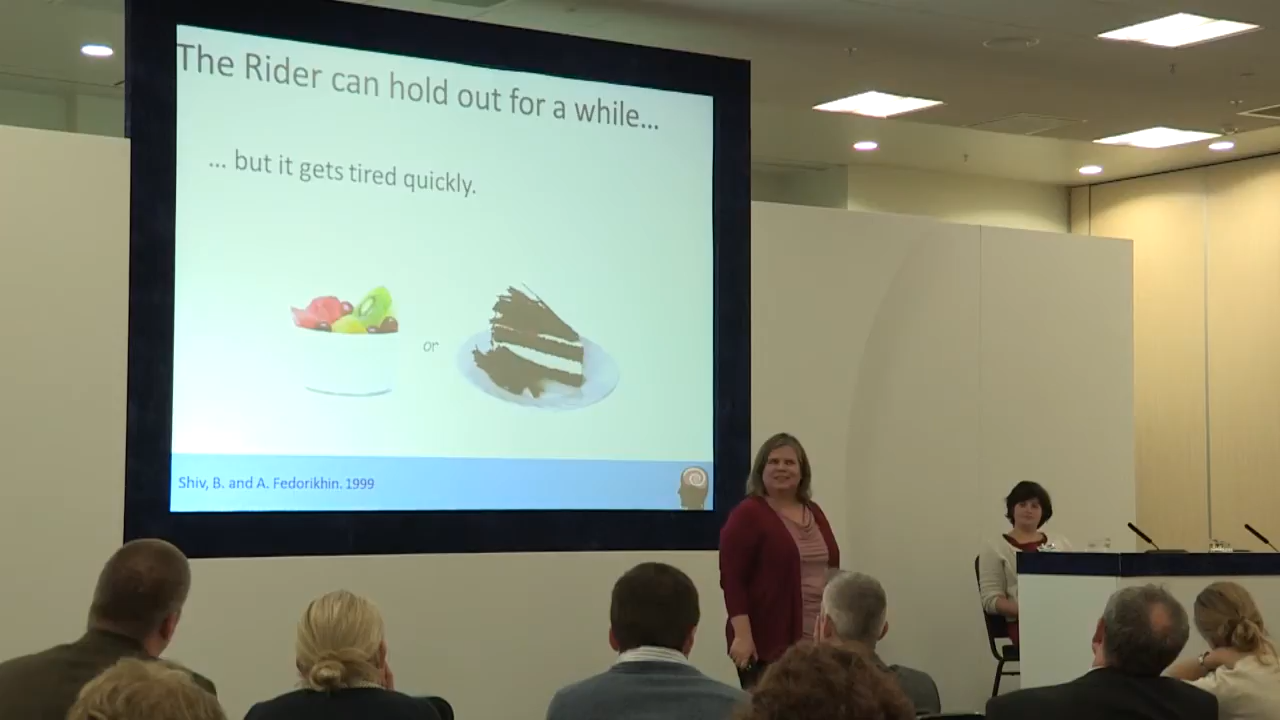 The Rider can hold out for a while...
... but it gets tired quickly.
or
Shiv, B. and A. Fedorikhin. 1999